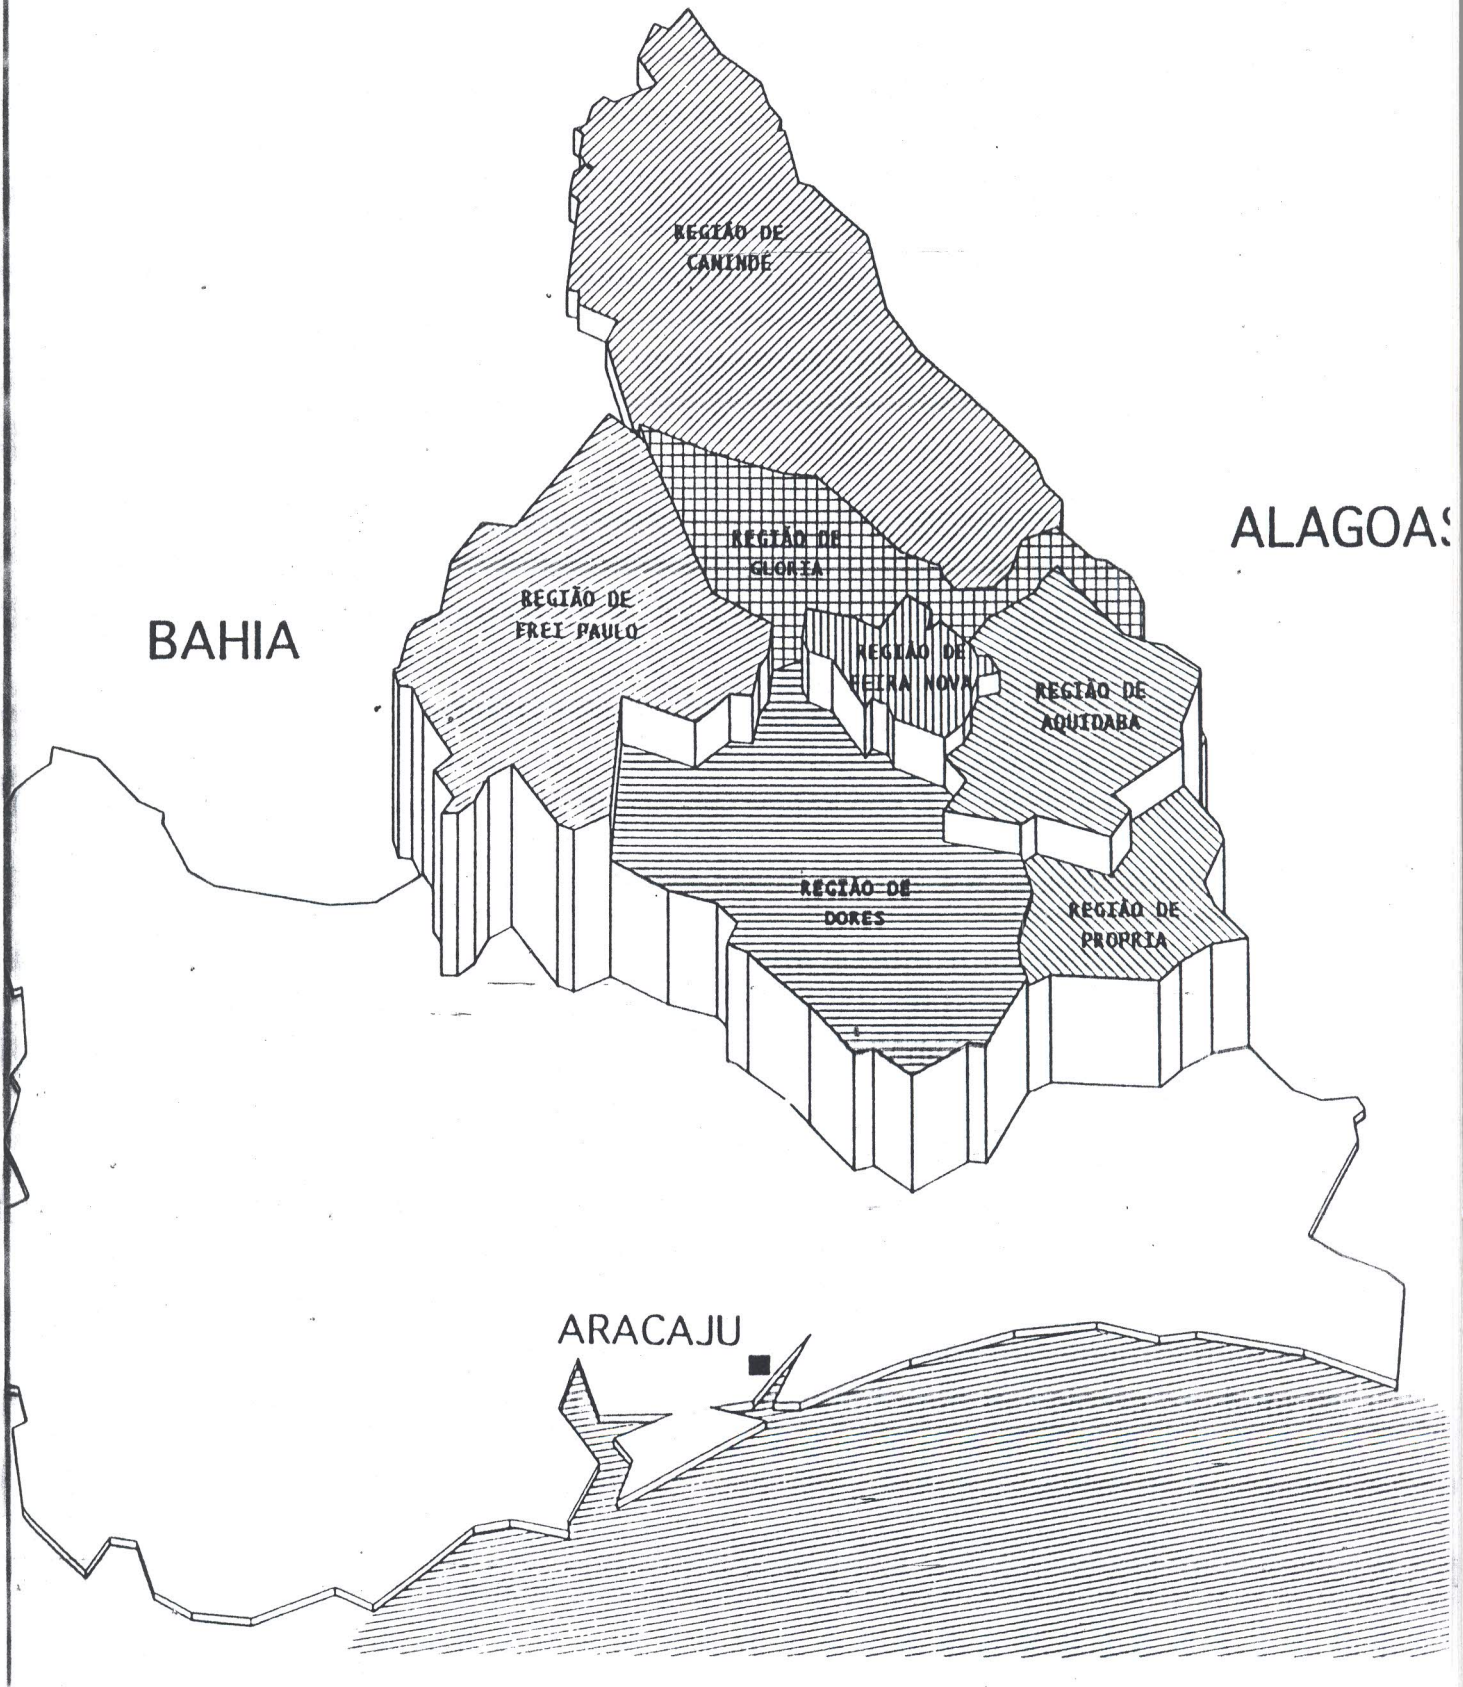 REGIÃO DE
CANINDÉ
ALAGOAS
REGIÃO DE
GLORIA
REGIÃO DE
FREI PAULO
BAHIA
REGIÃO DE
FEIRA NOVA
REGIÃO DE
AQUIDABA
REGIÃO DE
DORES
REGIÃO DE
PROPRIA
ARACAJU